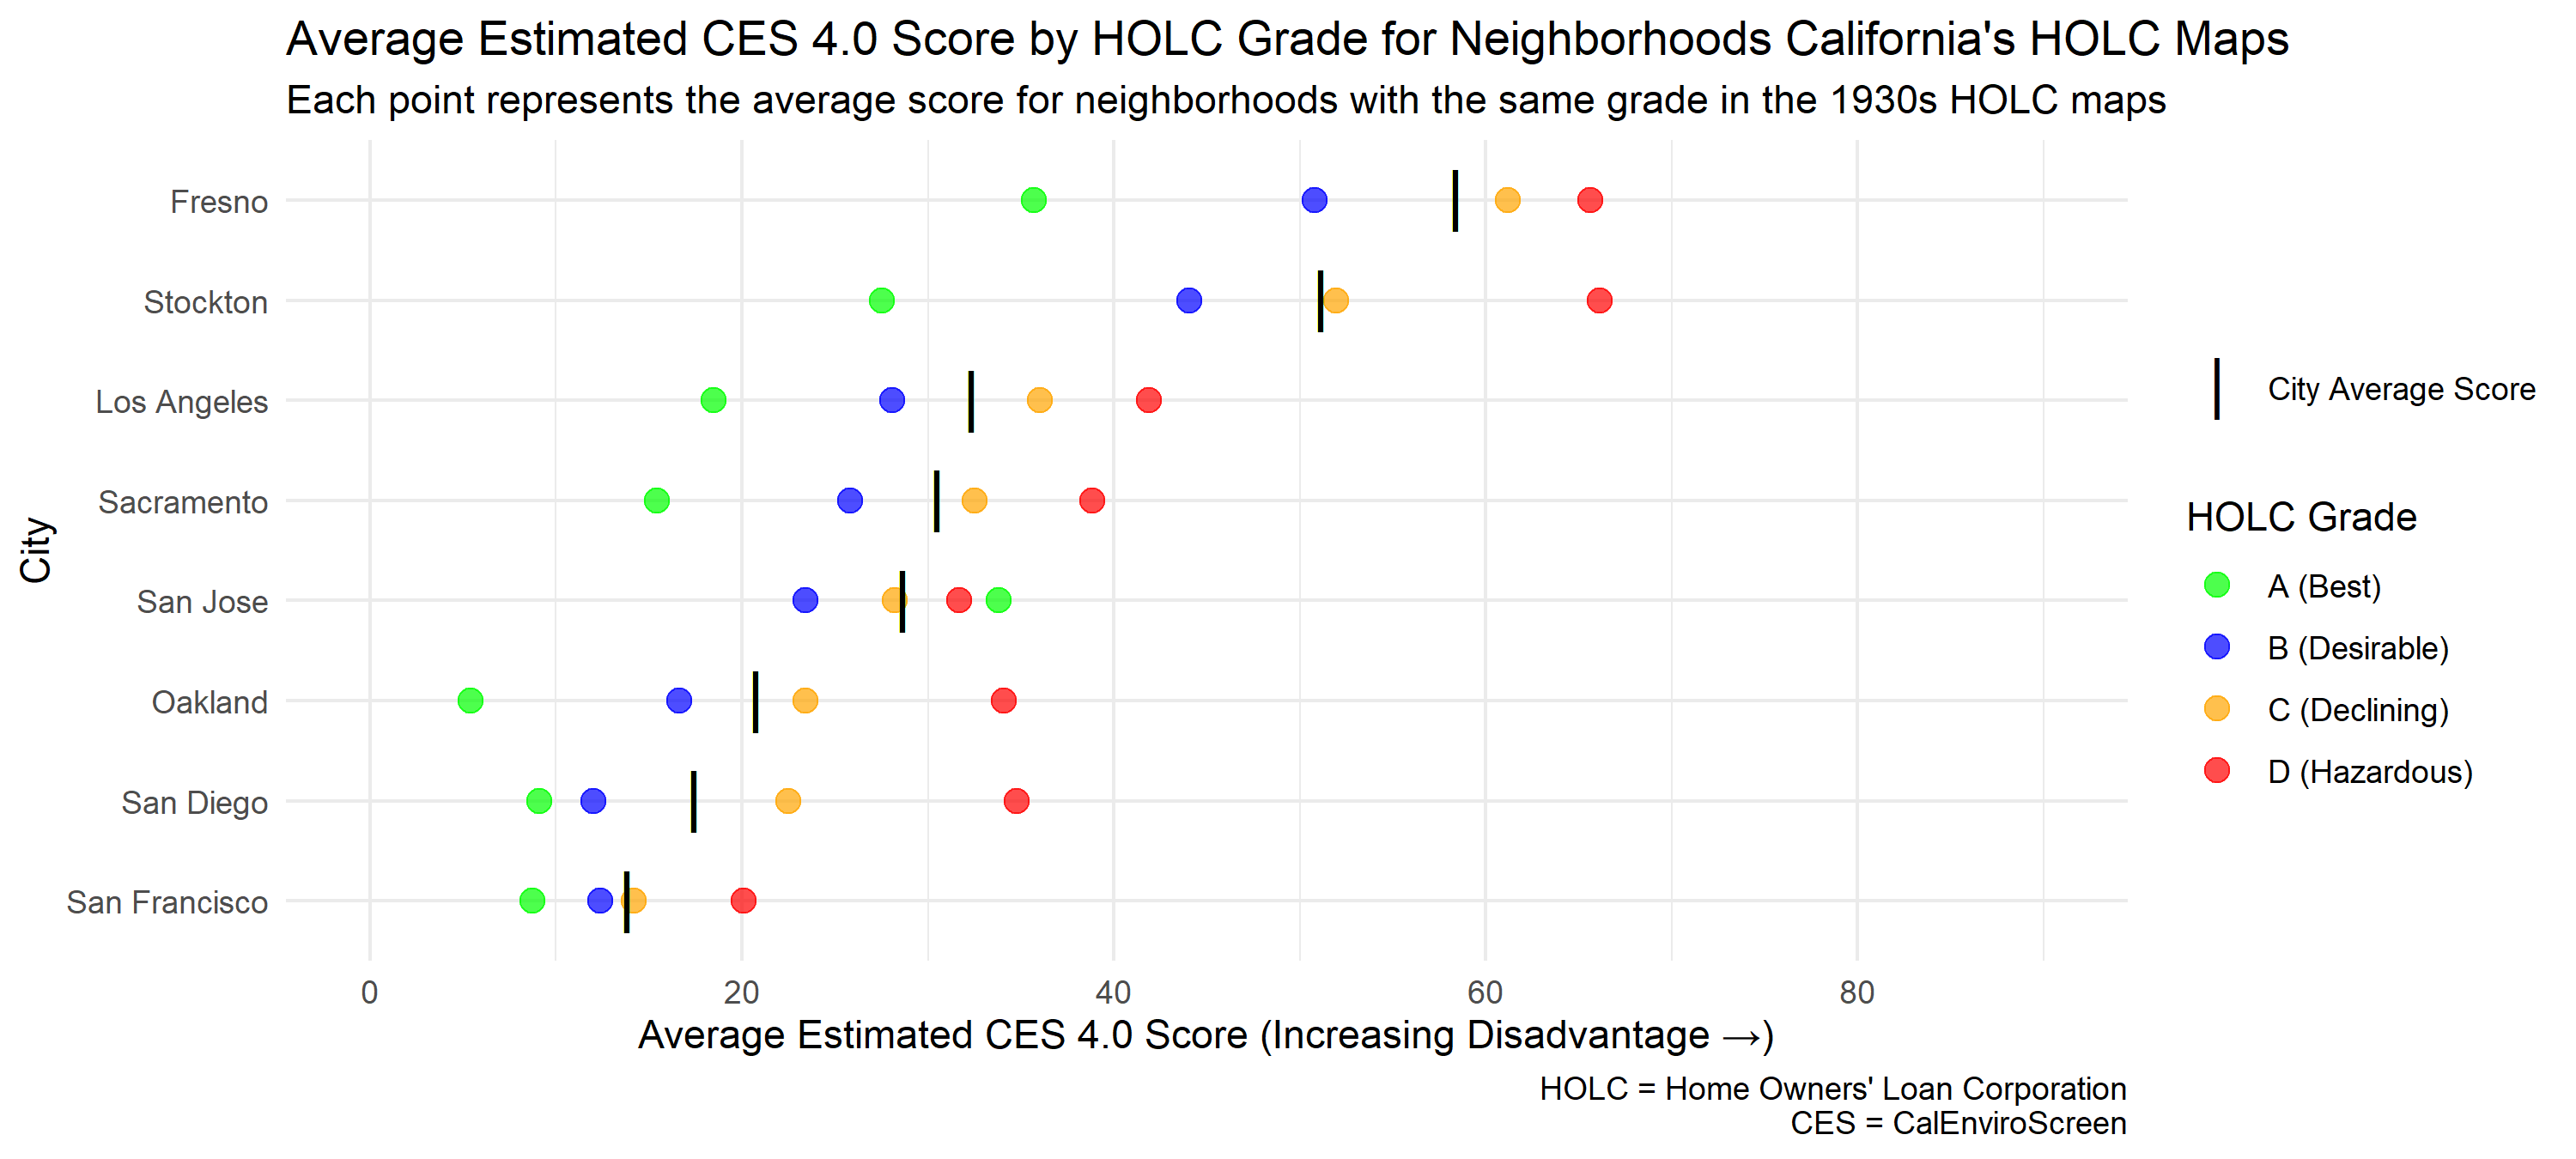 Average Estimated CES 4.0 Score by HOLC Grade for Neighborhoods California's HOLC Maps
Each point represents the average score for neighborhoods with the same grade in the 1930s HOLC maps
City
Fresno
Stockton
Los Angeles
Sacramento
San Jose
Oakland
San Diego
San Francisco
0 20 40 60 80
Average Estimated CES 4.0 Score (Increasing Disadvantage →)
City Average Score
HOLC Grade
A (Best)
B (Desirable)
C (Declining)
D (Hazardous)
HOLC = Home Owners' Loan Corporation
CES = CalEnviroScreen